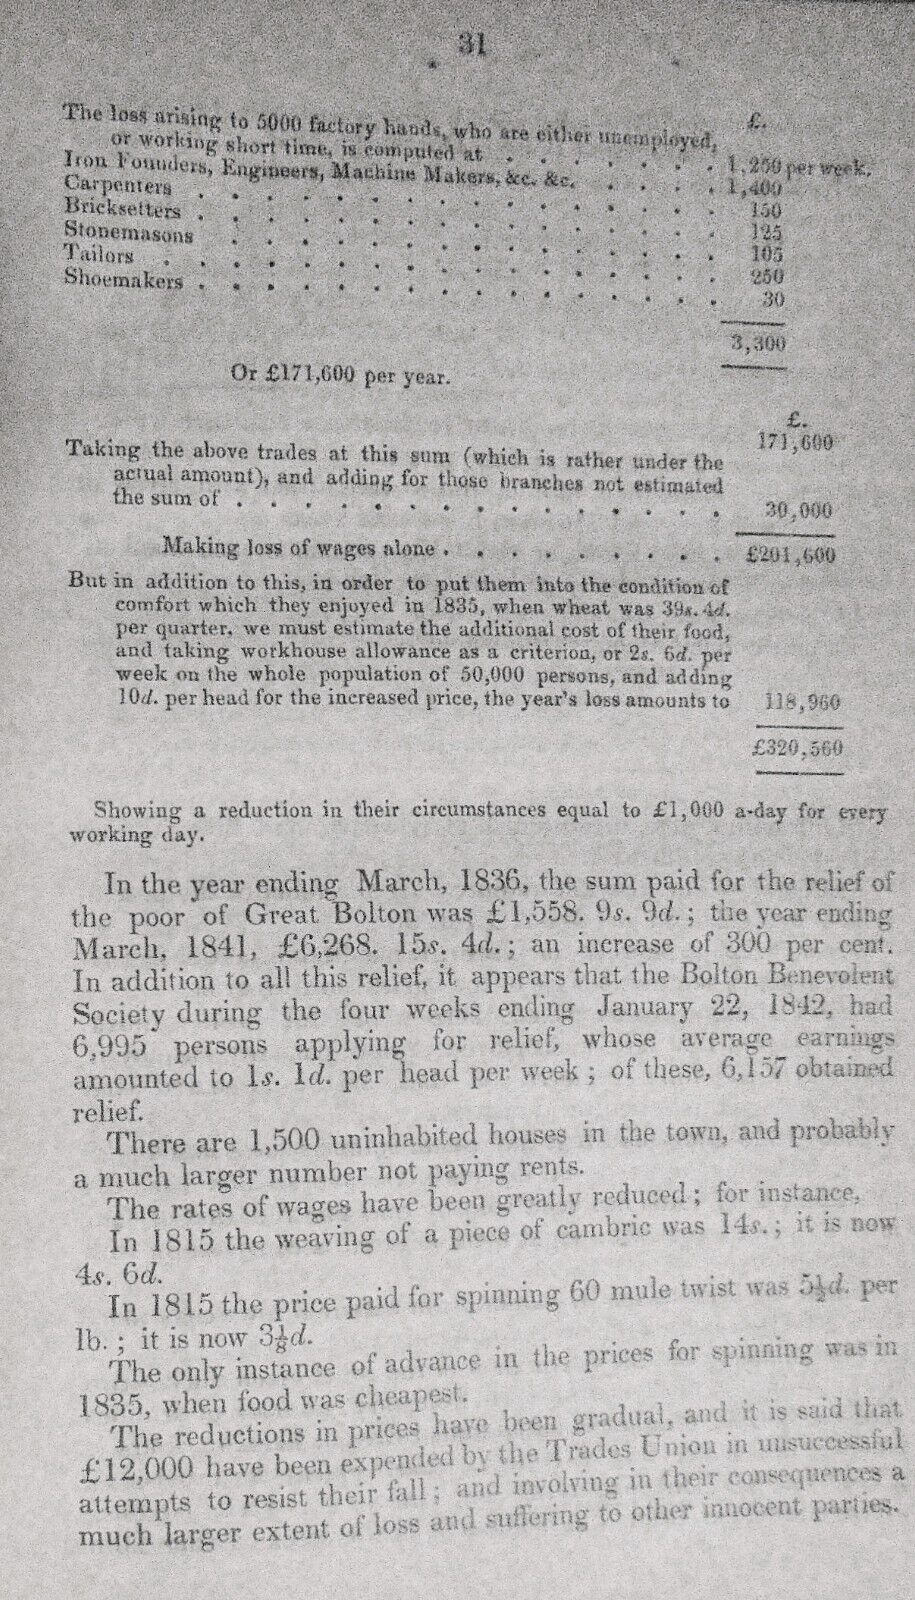 31
£.
The loss arising to 5000 factory hands, who are either unemployed,
or working short time, is computed at . . . . . . . 1,250 per week.
Iron Founders, Engineers, Machine Makers, &c. &c. . . . . 1,400
Carpenters . . . . . . . . . . . . . . . 150
Bricksetters . . . . . . . . . . . . . . . 125
Stonemasons . . . . . . . . . . . . . . 105
Tailors . . . . . . . . . . . . . . . . 250
Shoemakers . . . . . . . . . . . . . . . 30
3,300
Or £171,600 per year.
£.
Taking the above trades at this sum (which is rather under the 171,600
actual amount), and adding for those branches not estimated
the sum of . . . . . . . . . . . . . . . 30,000
Making loss of wages alone . . . . . . . . . £201,600
But in addition to this, in order to put them into the condition of
comfort which they enjoyed in 1835, when wheat was 39s. 4d.
per quarter, we must estimate the additional cost of their food,
and taking workhouse allowance as a criterion, or 2s. 6d. per
week on the whole population of 50,000 persons, and adding
10d. per head for the increased price, the year's loss amounts to 118,960
£320,560
Showing a reduction in their circumstances equal to £1,000 a-day for every
working day.
In the year ending March, 1836, the sum paid for the relief of
the poor of Great Bolton was £1,558. 9s. 9d.; the year ending
March, 1841, £6,268. 15s. 4d.; an increase of 300 per cent.
In addition to all this relief, it appears that the Bolton Benevolent
Society during the four weeks ending January 22, 1842, had
6,995 persons applying for relief, whose average earnings
amounted to 1s. 1d. per head per week; of these, 6,157 obtained
relief.
There are 1,500 uninhabited houses in the town, and probably
a much larger number not paying rents.
The rates of wages have been greatly reduced; for instance,
In 1815 the weaving of a piece of cambric was 14s.; it is now
4s. 6d.
In 1815 the price paid for spinning 60 mule twist was 5½d. per
lb.; it is now 3⅛d.
The only instance of advance in the prices for spinning was in
1835, when food was cheapest.
The reductions in prices have been gradual, and it is said that
£12,000 have been expended by the Trades Union in unsuccessful
attempts to resist their fall; and involving in their consequences a
much larger extent of loss and suffering to other innocent parties.